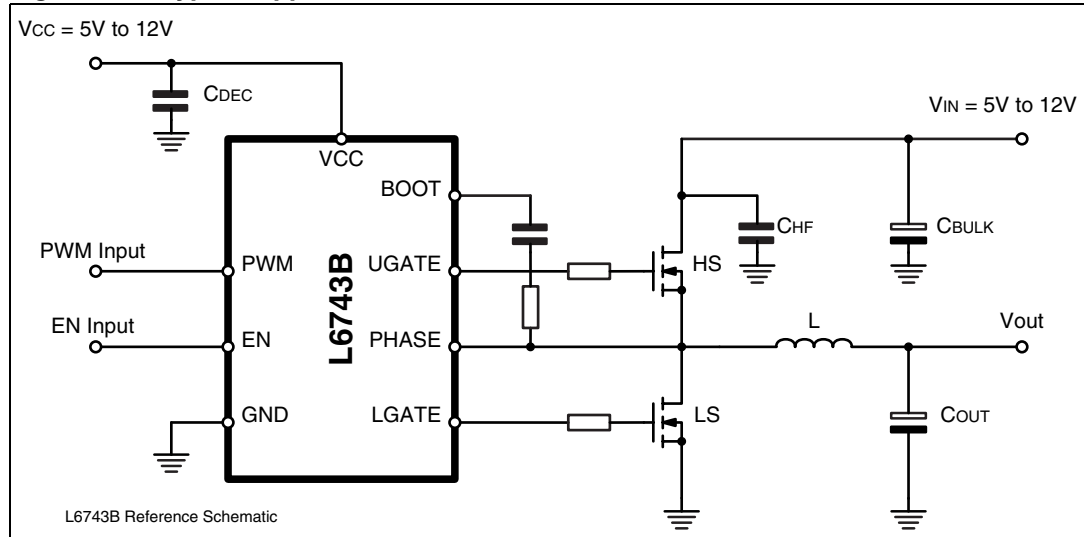 VCC = 5V to 12V
CDEC
VIN = 5V to 12V
VCC
BOOT
CHF
CBULK
PWM Input
PWM
UGATE
HS
L6743B
EN Input
EN
PHASE
L
Vout
GND
LGATE
LS
COUT
L6743B Reference Schematic